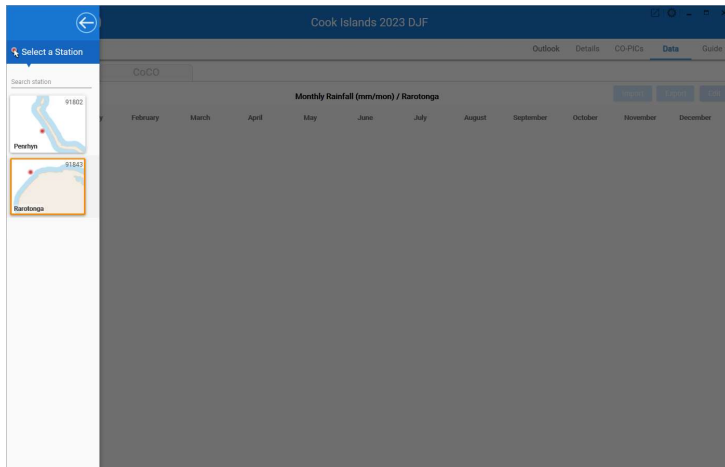 Cook Islands 2023 DJF
Select a Station
Outlook Details CO-PICs Data Guide
Search station
CoCO
Monthly Rainfall (mm/mon) / Rarotonga
Export
91802
Penrhyn
February March April May June July August September October November December
91843
Rarotonga